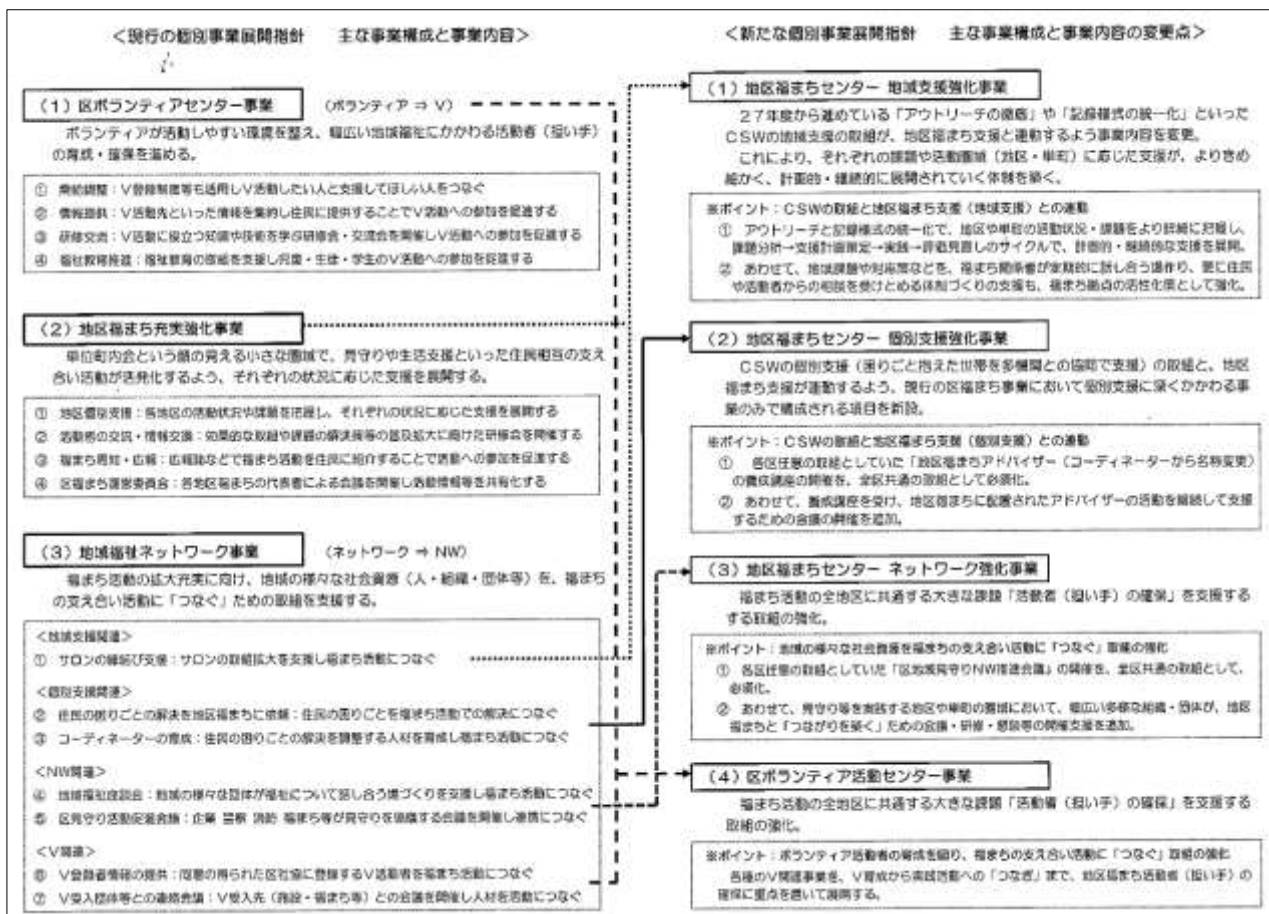 ＜現行の個別事業展開指針　主な事業構成と事業内容＞
（1）区ボランティアセンター事業　（ボランティア ⇒ V）
ボランティアが活動しやすい環境を整え、幅広い地域福祉にかかわる活動者（担い手）
の育成・確保を進める。
① 需給調整：V登録制度等も活用しV活動したい人と支援してほしい人をつなぐ
② 情報提供：V活動先といった情報を集約し住民に提供することでV活動への参加を促進する
③ 研修交流：V活動に役立つ知識や技術を学ぶ研修会・交流会を開催しV活動への参加を促進する
④ 福祉教育推進：福祉教育の取組を支援し児童・生徒・学生のV活動への参加を促進する
（2）地区福まち充実強化事業
単位町内会という顔の見える小さな圏域で、見守りや生活支援といった住民相互の支え
合い活動が活発化するよう、それぞれの状況に応じた支援を展開する。
① 地区個別支援：各地区の活動状況や課題を把握し、それぞれの状況に応じた支援を展開する
② 活動者の交流・情報交換：効果的な取組や課題の解決策等の普及拡大に向けた研修会を開催する
③ 福まち周知・広報：広報誌などで福まち活動を住民に紹介することで活動への参加を促進する
④ 区福まち運営委員会：各地区福まちの代表者による会議を開催し活動情報等を共有化する
（3）地域福祉ネットワーク事業　（ネットワーク ⇒ NW）
福まち活動の拡大充実に向け、地域の様々な社会資源（人・組織・団体等）を、福まち
の支え合い活動に「つなぐ」ための取組を支援する。
＜地域支援関連＞
① サロンの縁結び支援：サロンの取組拡大を支援し福まち活動につなぐ
＜個別支援関連＞
② 住民の困りごとの解決を地区福まちに依頼：住民の困りごとを福まち活動での解決につなぐ
③ コーディネーターの育成：住民の困りごとの解決を調整する人材を育成し福まち活動につなぐ
＜NW関連＞
④ 地域福祉座談会：地域の様々な団体が福祉について話し合う場づくりを支援し福まち活動につなぐ
⑤ 区見守り活動促進会議：企業 警察 消防 福まち等が見守りを協議する会議を開催し連携につなぐ
＜V関連＞
⑥ V登録者情報の提供：同意の得られた区社協に登録するV活動者を福まち活動につなぐ
⑦ V受入団体等との連絡会議：V受入先（施設・福まち等）との会議を開催し人材を活動につなぐ
＜新たな個別事業展開指針　主な事業構成と事業内容の変更点＞
（1）地区福まちセンター 地域支援強化事業
27年度から進めている「アウトリーチの徹底」や「記録様式の統一化」といった
CSWの地域支援の取組が、地区福まち支援と連動するよう事業内容を変更。
これにより、それぞれの課題や活動圏域（地区・単町）に応じた支援が、より きめ
細かく、計画的・継続的に展開されていく体制を築く。
※ポイント：CSWの取組と地区福まち支援（地域支援）との連動
① アウトリーチと記録様式の統一化で、地区や単町の活動状況・課題をより詳細に把握し、
課題分析→支援計画策定→実践→評価見直しのサイクルで、計画的・継続的な支援を展開。
② あわせて、地域課題や対応策などを、福まち関係者が定期的に話し合う場作り、更に住民
や活動者からの相談を受けとめる体制づくりの支援も、福まち拠点の活性化策として強化。
（2）地区福まちセンター 個別支援強化事業
CSWの個別支援（困りごと抱えた世帯を多機関との協同で支援）の取組と、地区
福まち支援が連動するよう、現行の区福まち事業において個別支援に深くかかわる事
業のみで構成される項目を新設。
※ポイント：CSWの取組と地区福まち支援（個別支援）との連動
① 各区任意の取組としていた「地区福まちアドバイザー（コーディネーターから名称変更）
の養成講座の開催を、全区共通の取組として必須化。
② あわせて、養成講座を受け、地区福まちに配置されたアドバイザーの活動を継続して支援
するための会議の開催を追加。
（3）地区福まちセンター ネットワーク強化事業
福まち活動の全地区に共通する大きな課題「活動者（担い手）の確保」を支援する
する取組の強化。
※ポイント：地域の様々な社会資源を福まちの支え合い活動に「つなぐ」取組の強化
① 各区任意の取組としていた「区地域見守りNW推進会議」の開催を、全区共通の取組として、
必須化。
② あわせて、見守り等を実践する地区や単町の圏域において、幅広い多様な組織・団体が、地区
福まちと「つながりを築く」ための会議・研修・懇談等の開催支援を追加。
（4）区ボランティア活動センター事業
福まち活動の全地区に共通する大きな課題「活動者（担い手）の確保」を支援する
取組の強化。
※ポイント：ボランティア活動者の育成を図り、福まちの支え合い活動に「つなぐ」取組の強化
各種のV関連事業を、V育成から実践活動への「つなぎ」まで、地区福まち活動者（担い手）の
確保に重点を置いて展開する。